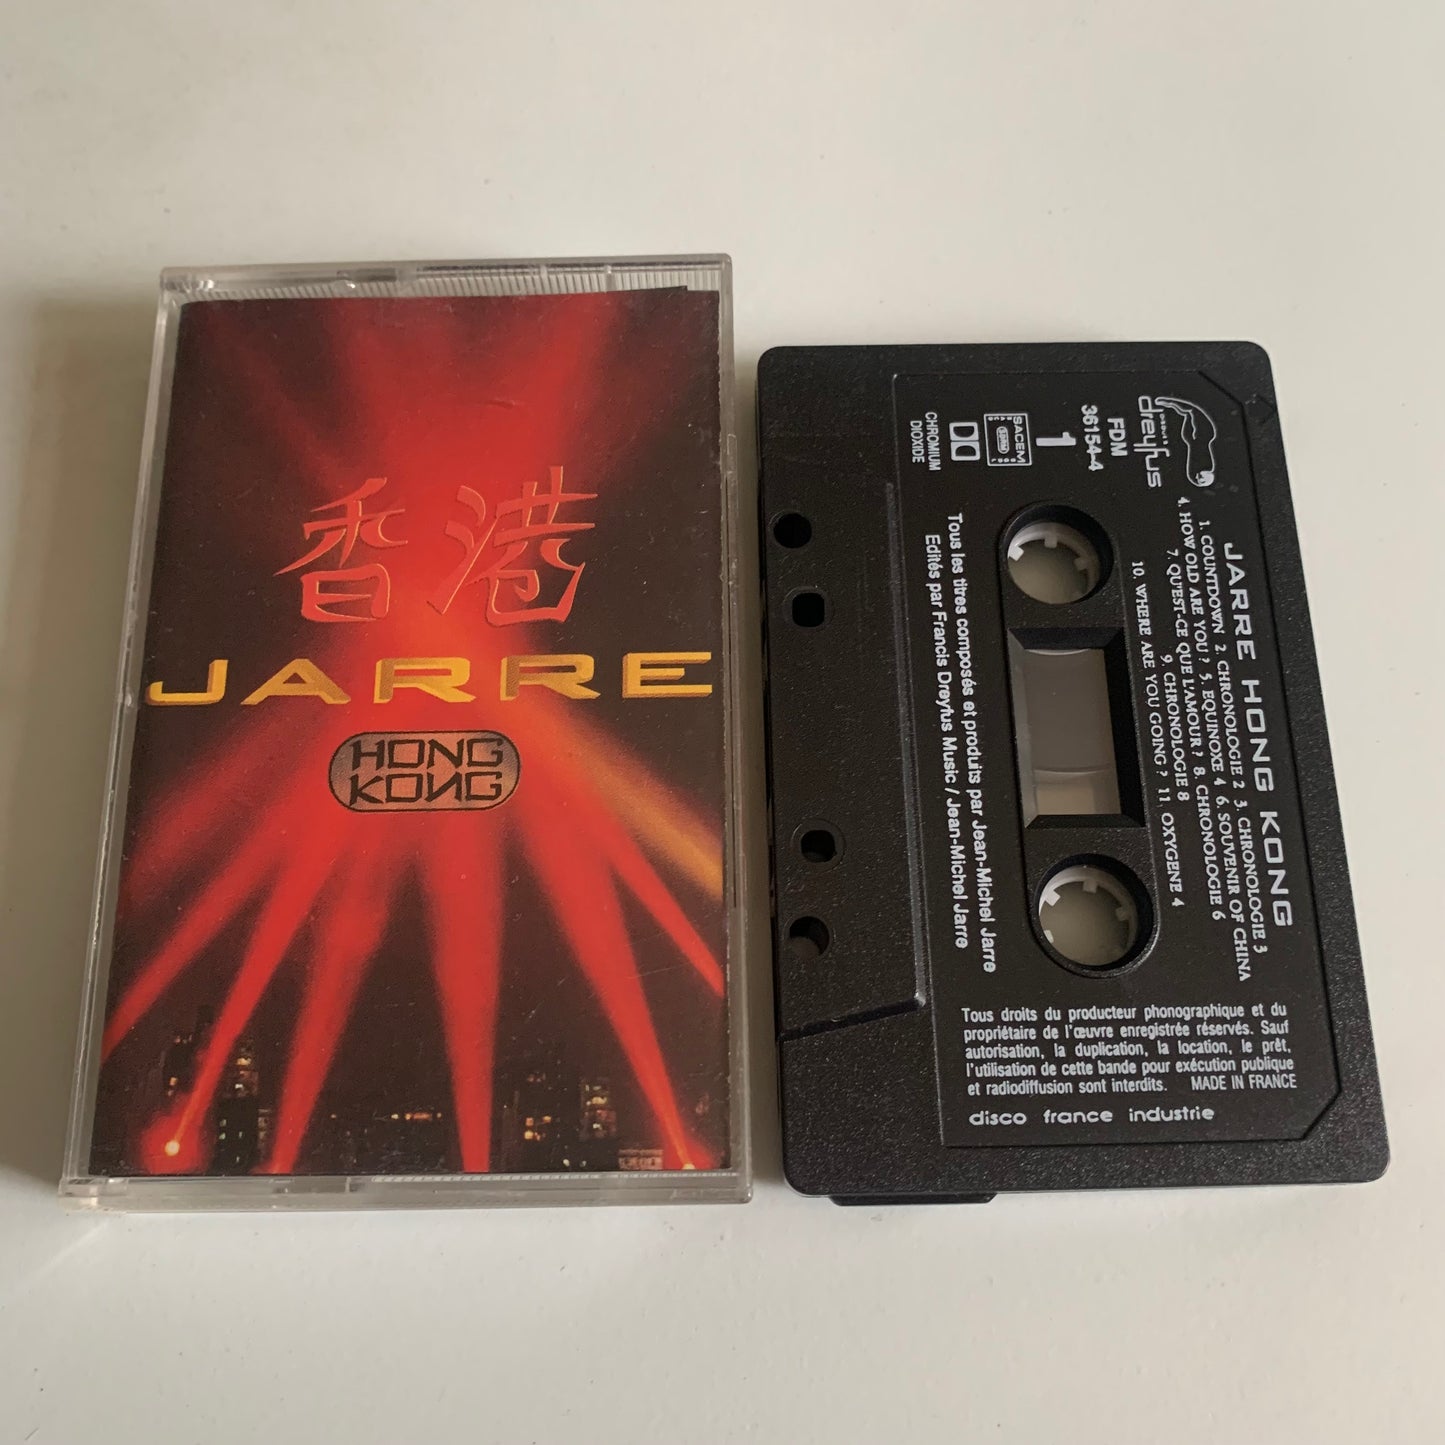 香港
JARRE
HONG
KONG
disques
dreyfus
FDM
36154-4
1
SACEM
CHROMIUM
DIOXIDE
JARRE HONG KONG
1. COUNTDOWN 2. CHRONOLOGIE 2 3. CHRONOLOGIE 3
4. HOW OLD ARE YOU ? 5. EQUINOXE 4 6. SOUVENIR OF CHINA
7. QU'EST-CE QUE L'AMOUR ? 8. CHRONOLOGIE 6
9. CHRONOLOGIE 8
10. WHERE ARE YOU GOING ? 11. OXYGENE 4
Tous les titres composés et produits par Jean-Michel Jarre
Edités par Francis Dreyfus Music / Jean-Michel Jarre
Tous droits du producteur phonographique et du
propriétaire de l'œuvre enregistrée réservés. Sauf
autorisation, la duplication, la location, le prêt,
l'utilisation de cette bande pour exécution publique
et radiodiffusion sont interdits. MADE IN FRANCE
disco france industrie